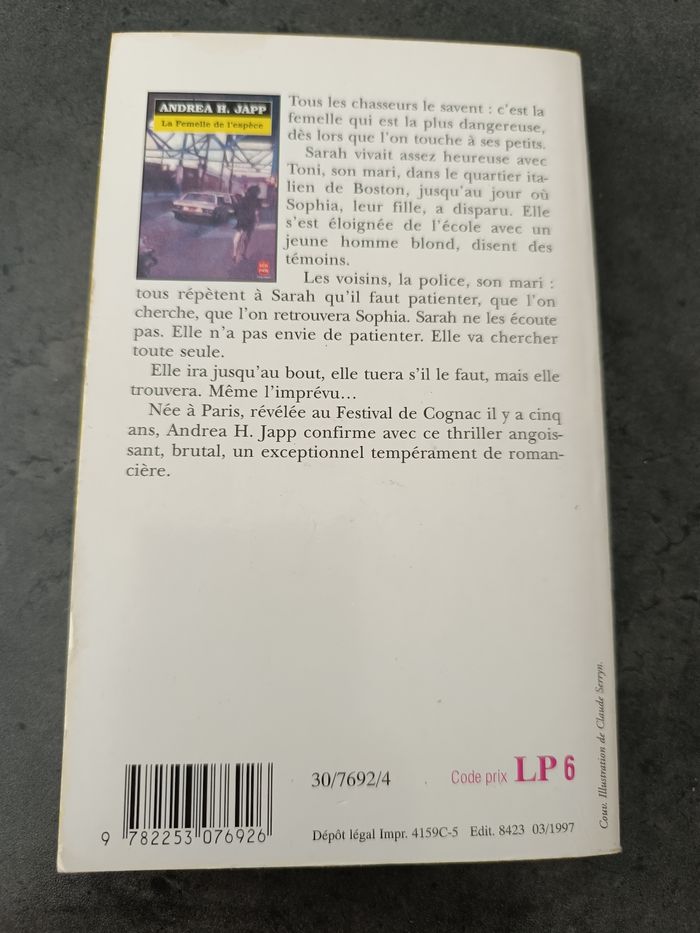 ANDREA H. JAPP
La Femelle de l'espèce
Tous les chasseurs le savent : c'est la
femelle qui est la plus dangereuse,
dès lors que l'on touche à ses petits.
Sarah vivait assez heureuse avec
Toni, son mari, dans le quartier ita-
lien de Boston, jusqu'au jour où
Sophia, leur fille, a disparu. Elle
s'est éloignée de l'école avec un
jeune homme blond, disent des
témoins.
Les voisins, la police, son mari :
tous répètent à Sarah qu'il faut patienter, que l'on
cherche, que l'on retrouvera Sophia. Sarah ne les écoute
pas. Elle n'a pas envie de patienter. Elle va chercher
toute seule.
Elle ira jusqu'au bout, elle tuera s'il le faut, mais elle
trouvera. Même l'imprévu…
Née à Paris, révélée au Festival de Cognac il y a cinq
ans, Andrea H. Japp confirme avec ce thriller angois-
sant, brutal, un exceptionnel tempérament de roman-
cière.
Couv. Illustration de Claude Serryn.
30/7692/4
Code prix LP 6
9 782253 076926
Dépôt légal Impr. 4159C-5 Edit. 8423 03/1997